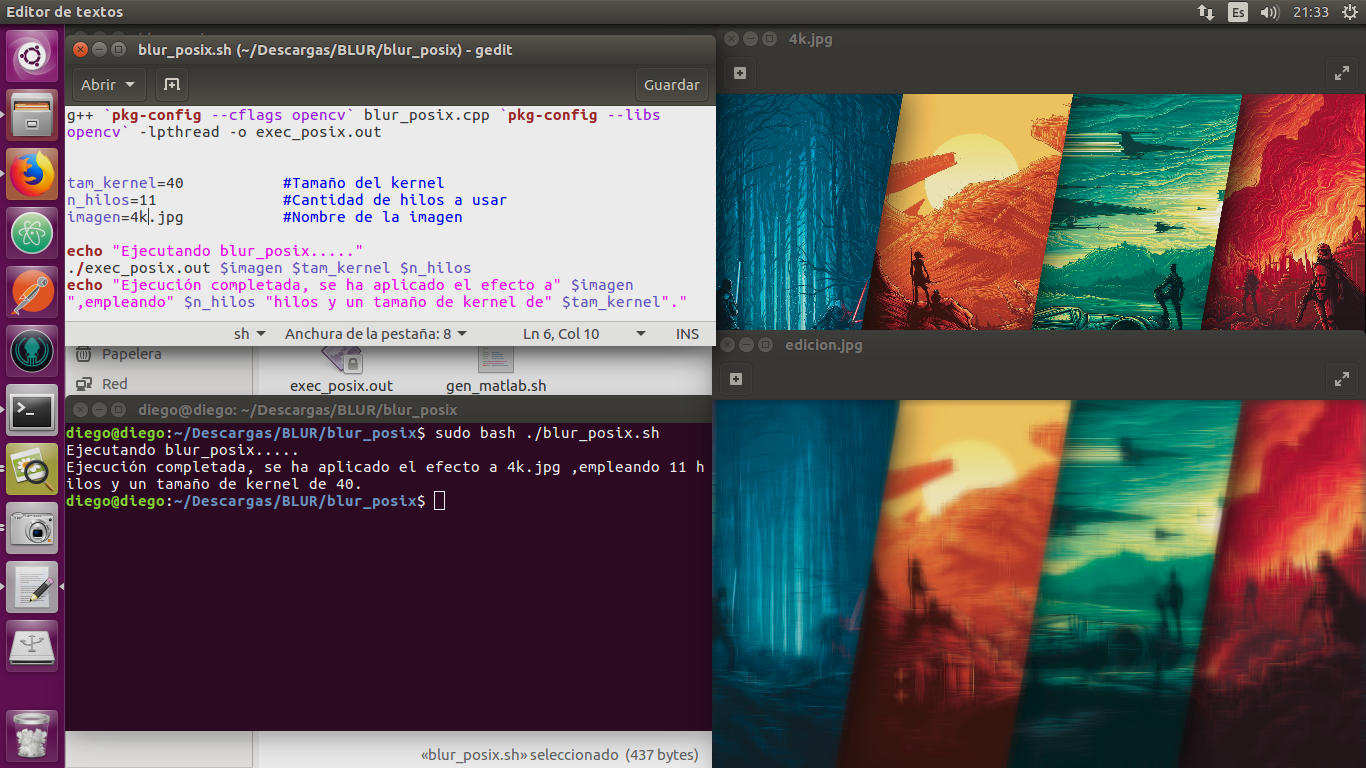 Editor de textos
Es
21:33
blur_posix.sh (~/Descargas/BLUR/blur_posix) - gedit
Abrir
Guardar
g++ `pkg-config --cflags opencv` blur_posix.cpp `pkg-config --libs
opencv` -lpthread -o exec_posix.out
tam_kernel=40 #Tamaño del kernel
n_hilos=11 #Cantidad de hilos a usar
imagen=4k.jpg #Nombre de la imagen
echo "Ejecutando blur_posix....."
./exec_posix.out $imagen $tam_kernel $n_hilos
echo "Ejecución completada, se ha aplicado el efecto a" $imagen
",empleando" $n_hilos "hilos y un tamaño de kernel de" $tam_kernel"."
sh
Anchura de la pestaña: 8
Ln 6, Col 10
INS
Papelera
Red
exec_posix.out
gen_matlab.sh
diego@diego: ~/Descargas/BLUR/blur_posix
diego@diego:~/Descargas/BLUR/blur_posix$ sudo bash ./blur_posix.sh
Ejecutando blur_posix.....
Ejecución completada, se ha aplicado el efecto a 4k.jpg ,empleando 11 h
ilos y un tamaño de kernel de 40.
diego@diego:~/Descargas/BLUR/blur_posix$
«blur_posix.sh» seleccionado (437 bytes)
4k.jpg
edicion.jpg